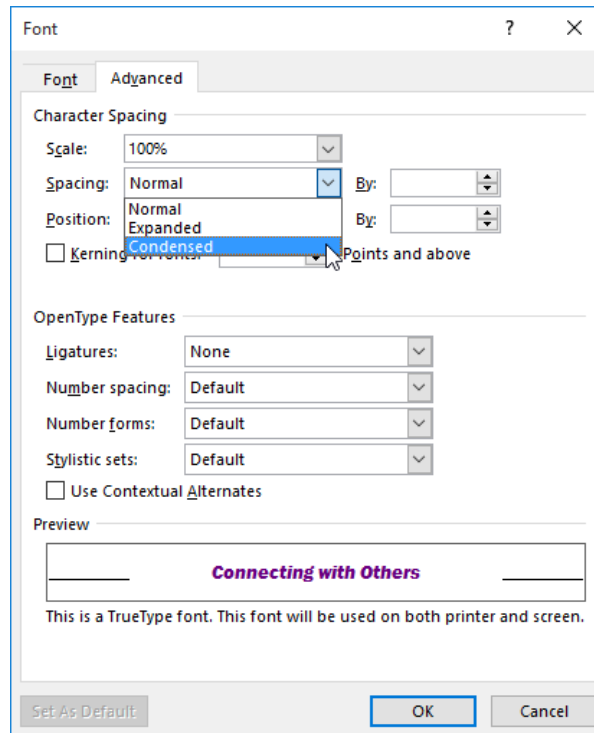 Font ?
Font Advanced
Character Spacing
Scale: 100%
Spacing: Normal By:
Normal
Position: By:
Expanded
Condensed
Kerning for fonts: Points and above
OpenType Features
Ligatures: None
Number spacing: Default
Number forms: Default
Stylistic sets: Default
Use Contextual Alternates
Preview
Connecting with Others
This is a TrueType font. This font will be used on both printer and screen.
Set As Default OK Cancel